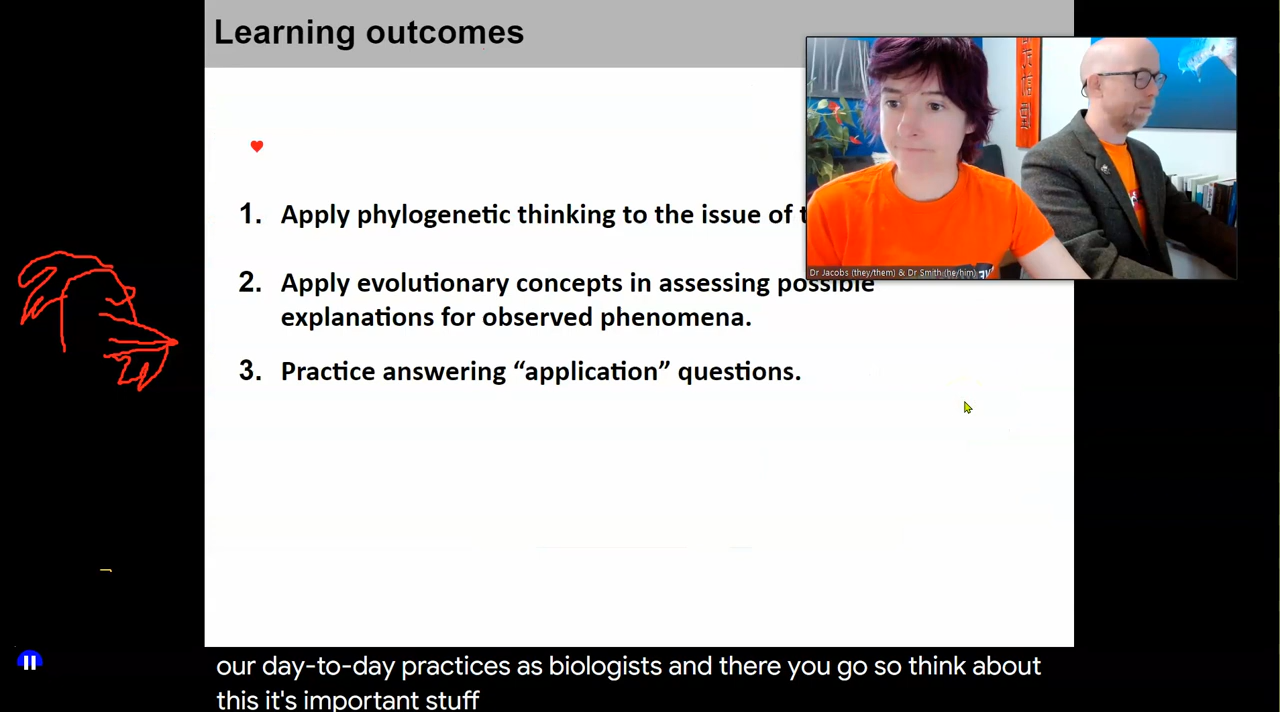 Learning outcomes
1. Apply phylogenetic thinking to the issue of
2. Apply evolutionary concepts in assessing possible
explanations for observed phenomena.
3. Practice answering “application” questions.
Dr Jacobs (they/them) & Dr Smith (he/him)
our day-to-day practices as biologists and there you go so think about
this it's important stuff